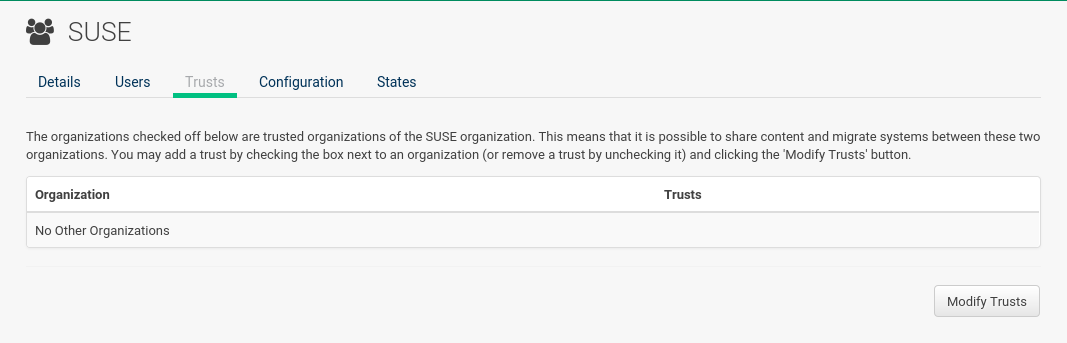 SUSE
Details Users Trusts Configuration States
The organizations checked off below are trusted organizations of the SUSE organization. This means that it is possible to share content and migrate systems between these two
organizations. You may add a trust by checking the box next to an organization (or remove a trust by unchecking it) and clicking the 'Modify Trusts' button.
Organization Trusts
No Other Organizations
Modify Trusts